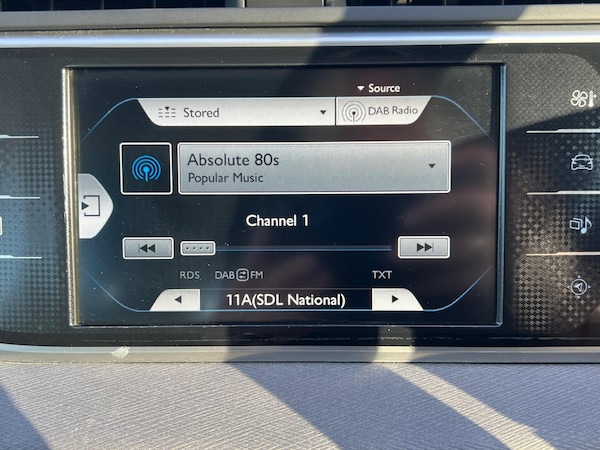 Source
Stored
DAB Radio
Absolute 80s
Popular Music
Channel 1
RDS DAB FM TXT
11A(SDL National)